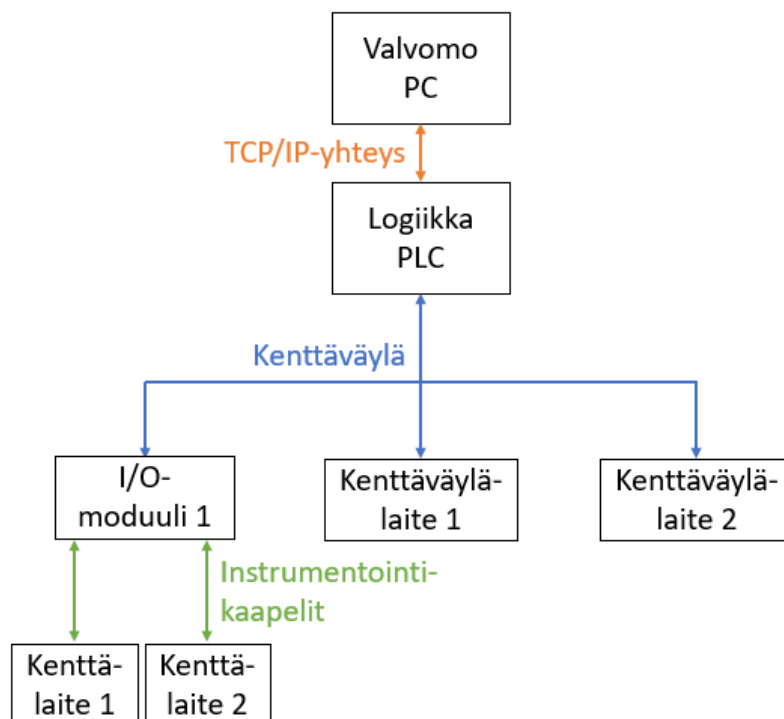 Valvomo
PC
TCP/IP-yhteys
Logiikka
PLC
Kenttäväylä
I/O-
moduuli 1
Kenttäväylä-
laite 1
Kenttäväylä-
laite 2
Instrumentointi-
kaapelit
Kenttä-
laite 1
Kenttä-
laite 2